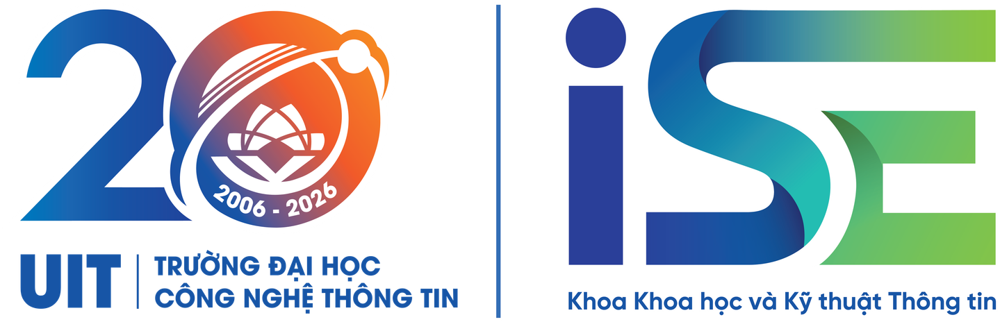 20
2006 - 2026
UIT
TRƯỜNG ĐẠI HỌC
CÔNG NGHỆ THÔNG TIN
iSE
Khoa Khoa học và Kỹ thuật Thông tin